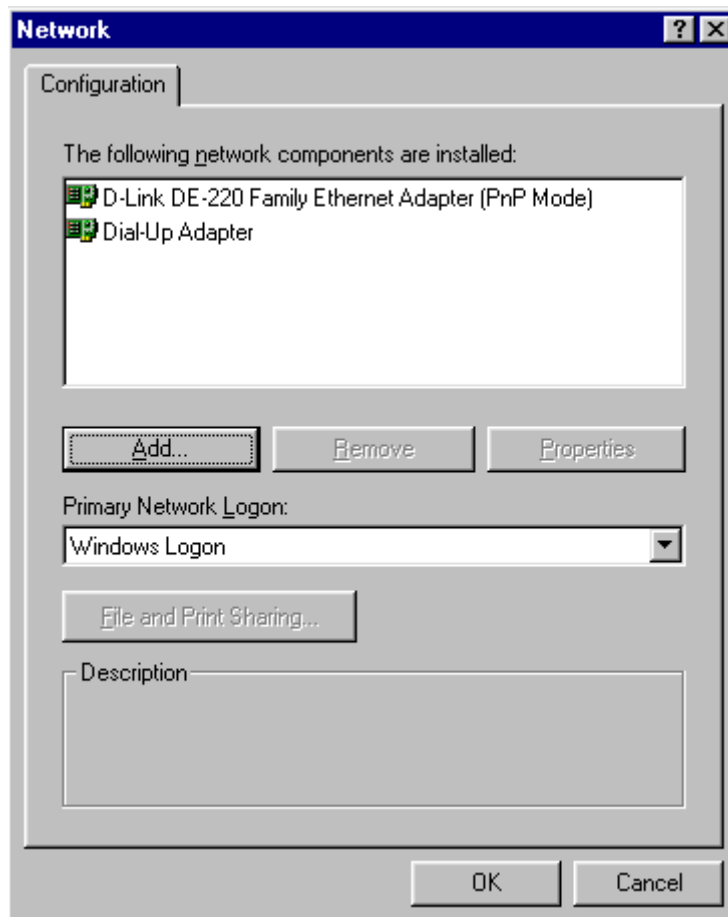 Network
Configuration
The following network components are installed:
D-Link DE-220 Family Ethernet Adapter (PnP Mode)
Dial-Up Adapter
Add... Remove Properties
Primary Network Logon:
Windows Logon
File and Print Sharing...
Description
OK Cancel